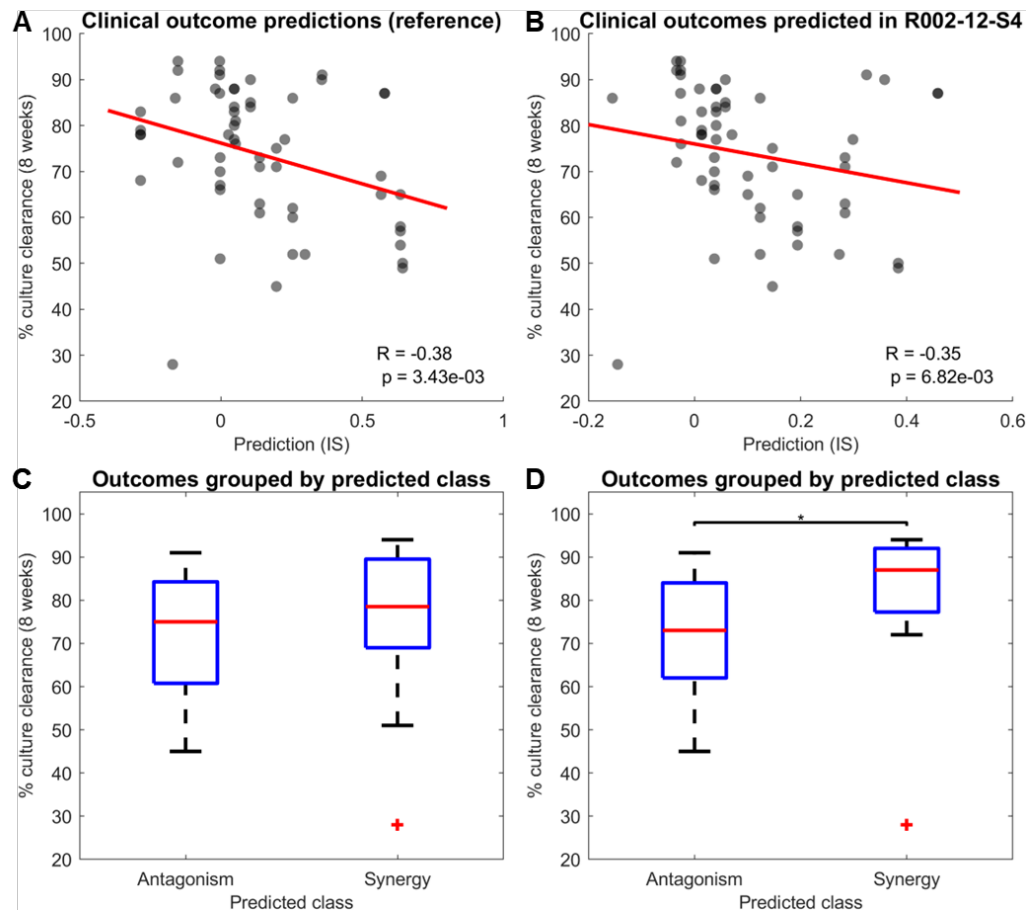 A Clinical outcome predictions (reference)
100
90
80
70
60
50
40
30
20
% culture clearance (8 weeks)
R = -0.38
p = 3.43e-03
-0.5 0 0.5 1
Prediction (IS)
B Clinical outcomes predicted in R002-12-S4
100
90
80
70
60
50
40
30
20
% culture clearance (8 weeks)
R = -0.35
p = 6.82e-03
-0.2 0 0.2 0.4 0.6
Prediction (IS)
C Outcomes grouped by predicted class
100
90
80
70
60
50
40
30
20
% culture clearance (8 weeks)
Antagonism Synergy
Predicted class
D Outcomes grouped by predicted class
*
100
90
80
70
60
50
40
30
20
% culture clearance (8 weeks)
Antagonism Synergy
Predicted class